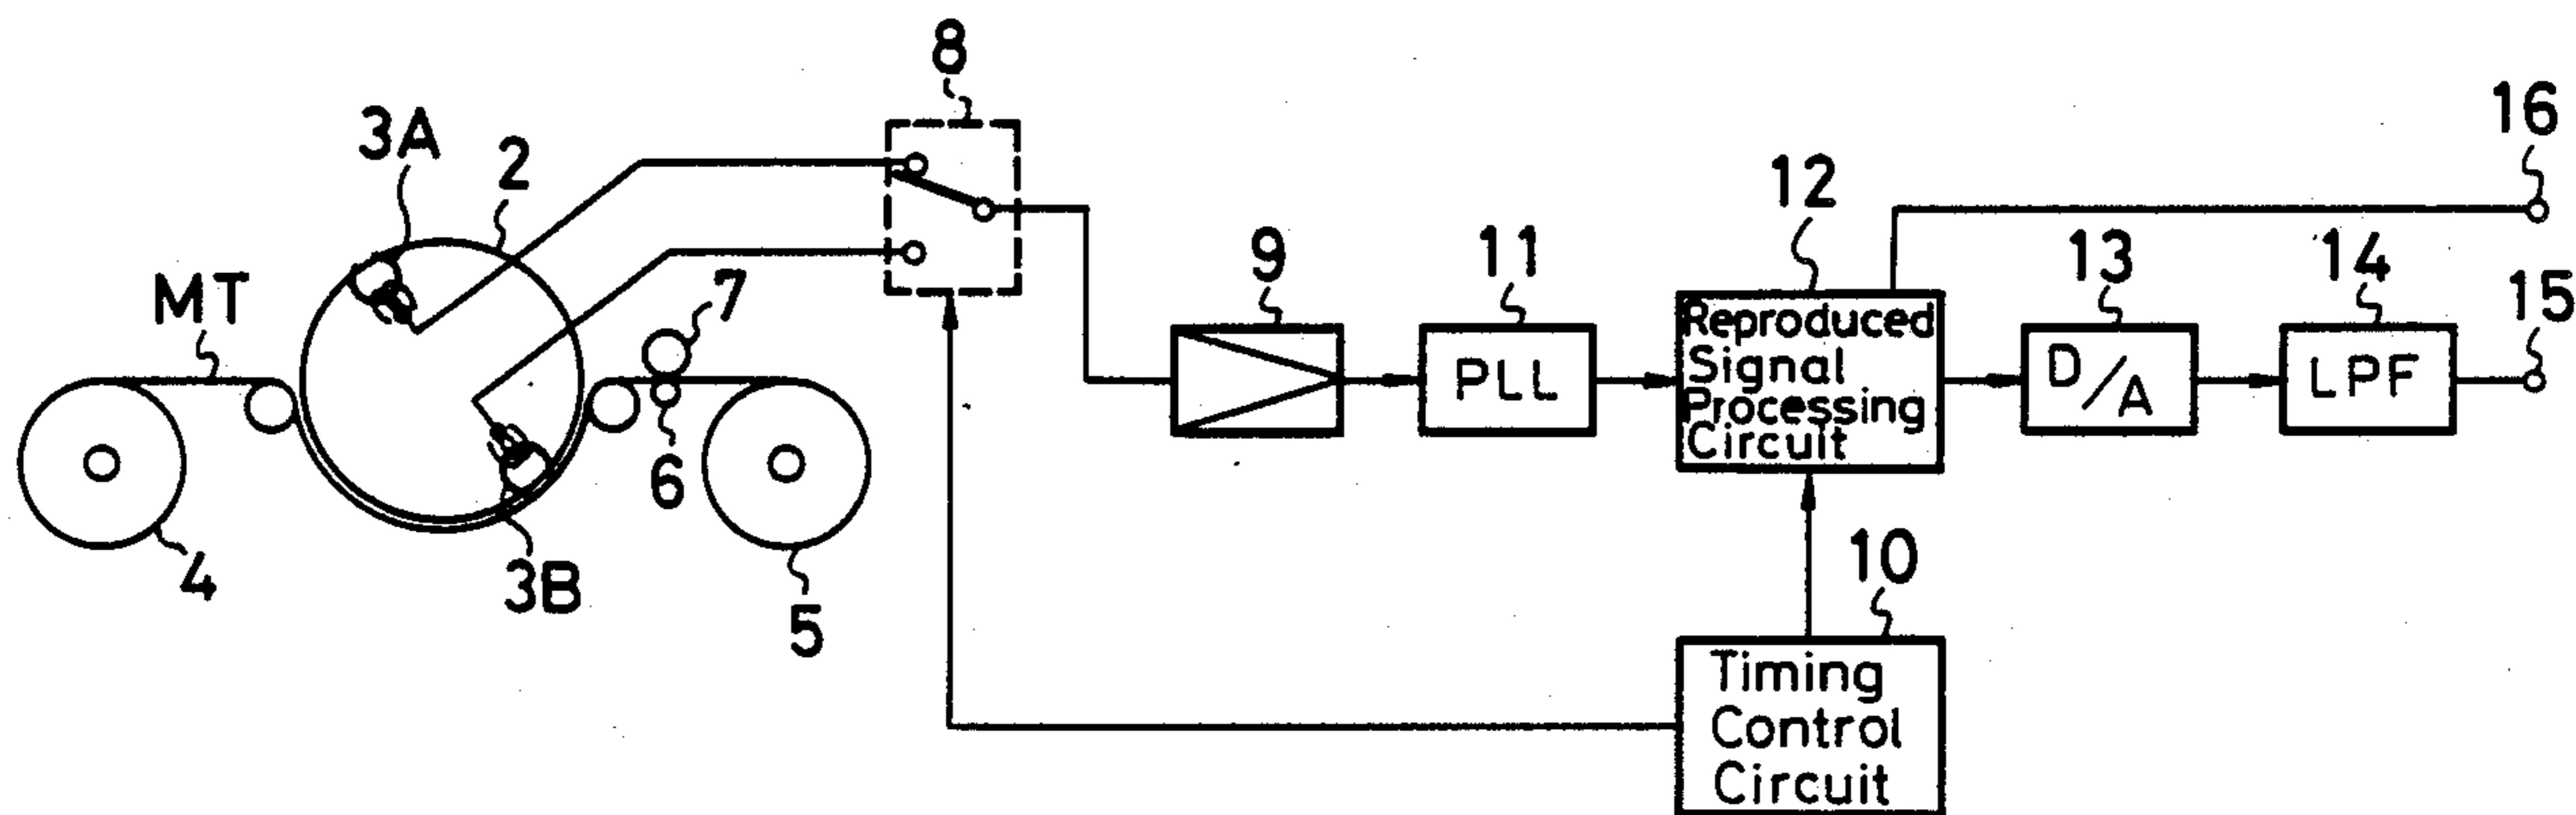 8
3A
2
16
12
9
11
13
14
15
MT
7
Reproduced
Signal
Processing
Circuit
PLL
D/A
LPF
6
4
3B
5
10
Timing
Control
Circuit